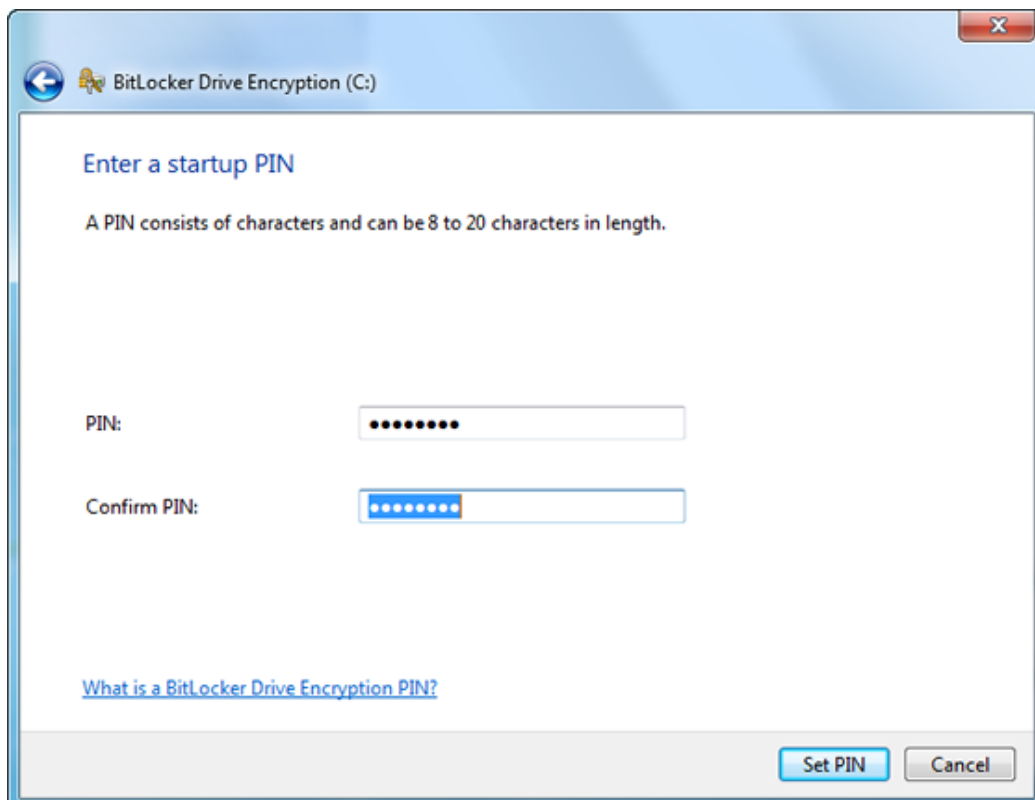 BitLocker Drive Encryption (C:)
Enter a startup PIN
A PIN consists of characters and can be 8 to 20 characters in length.
PIN: ••••••••
Confirm PIN: ••••••••
What is a BitLocker Drive Encryption PIN?
Set PIN Cancel